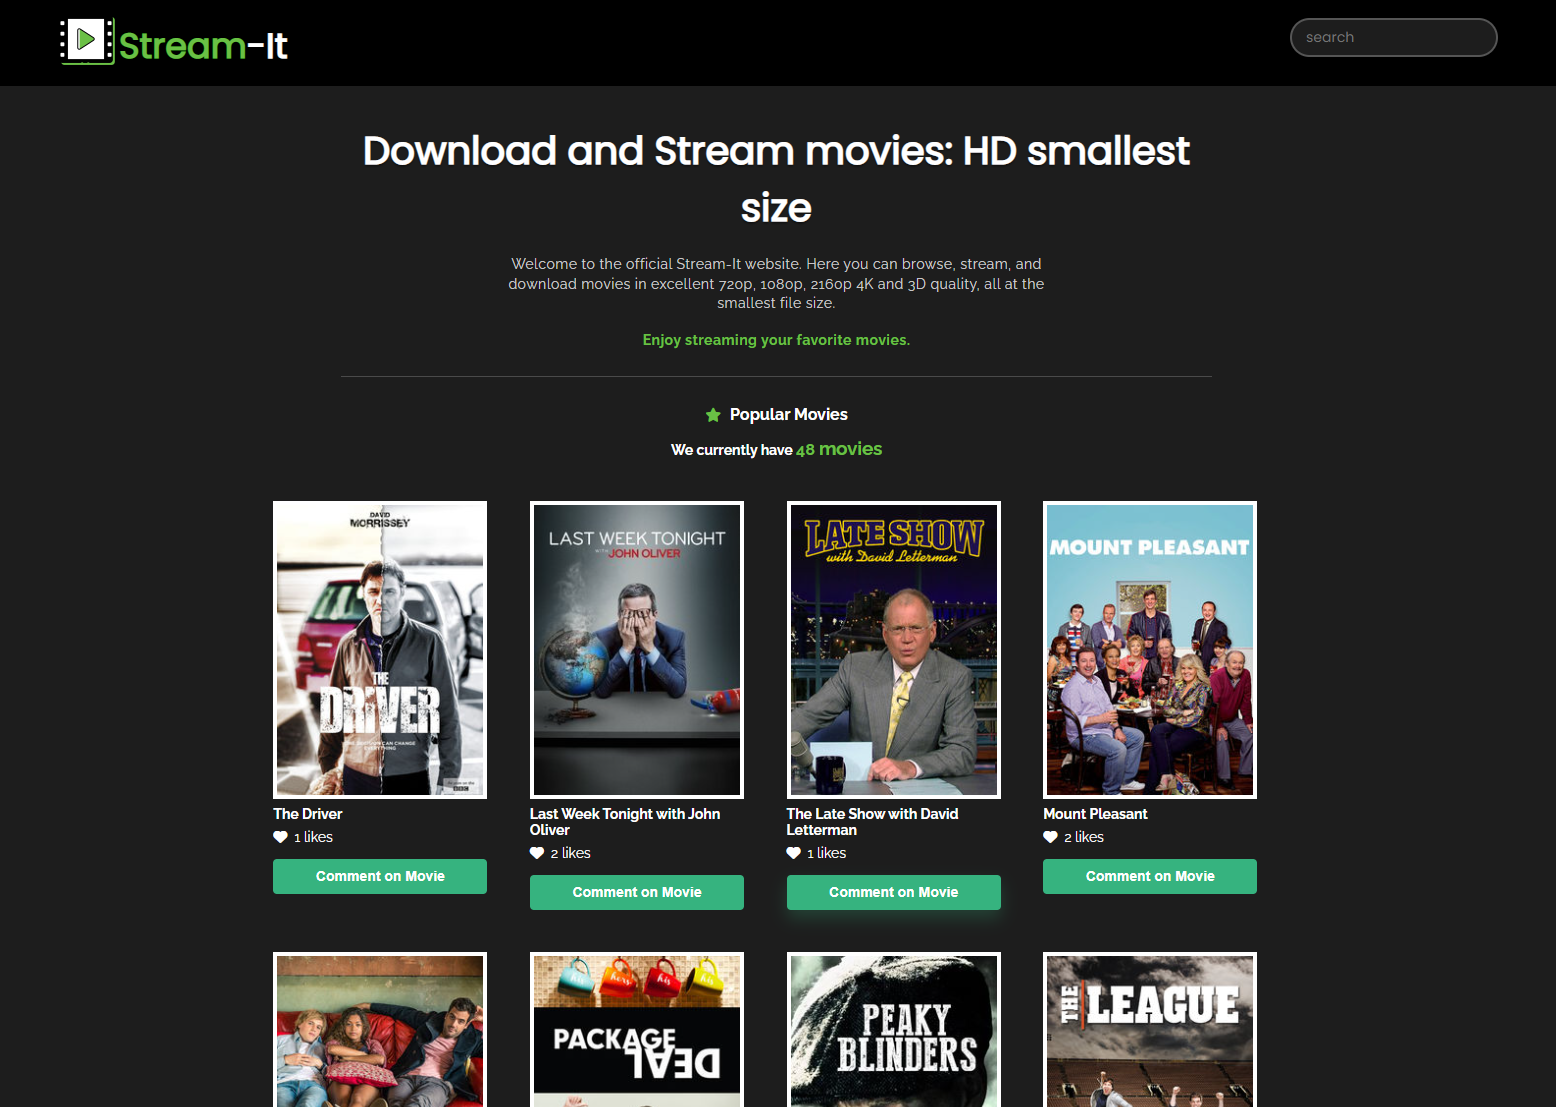 Stream-It
search
Download and Stream movies: HD smallest
size
Welcome to the official Stream-It website. Here you can browse, stream, and
download movies in excellent 720p, 1080p, 2160p 4K and 3D quality, all at the
smallest file size.
Enjoy streaming your favorite movies.
Popular Movies
We currently have 48 movies
DAVID
MORRISSEY
THE
DRIVER
LAST WEEK TONIGHT
WITH JOHN OLIVER
LATE SHOW
with David Letterman
MOUNT PLEASANT
The Driver
1 likes
Comment on Movie
Last Week Tonight with John
Oliver
2 likes
Comment on Movie
The Late Show with David
Letterman
1 likes
Comment on Movie
Mount Pleasant
2 likes
Comment on Movie
his
hers
his
PACKAGE
DEAL
PEAKY
BLINDERS
THE LEAGUE